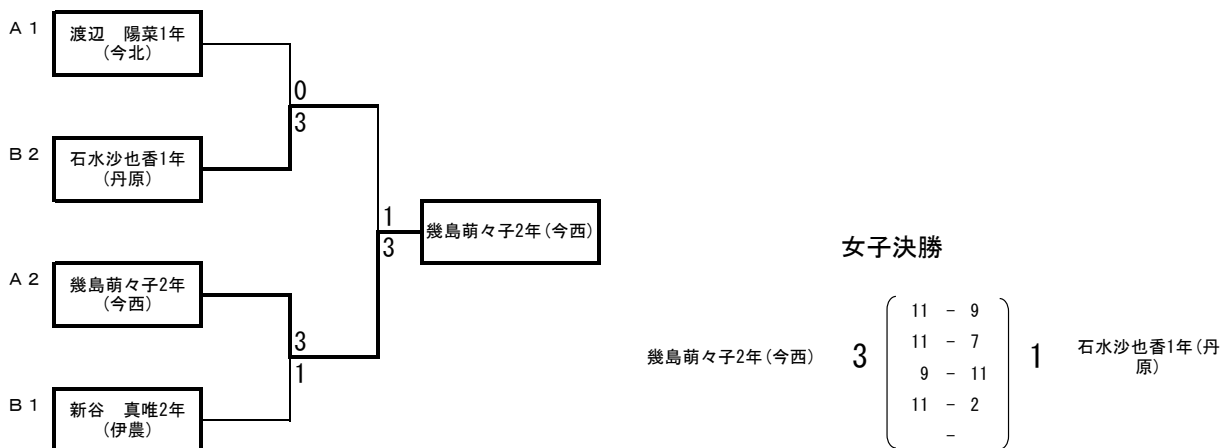 Ａ１
渡辺　陽菜1年
(今北)
0
3
Ｂ２
石水沙也香1年
(丹原)
1
3
幾島萌々子2年(今西)
Ａ２
幾島萌々子2年
(今西)
3
1
Ｂ１
新谷　真唯2年
(伊農)
女子決勝
幾島萌々子2年(今西)
3
11 － 9
11 － 7
9 － 11
11 － 2
－
1
石水沙也香1年(丹
原)